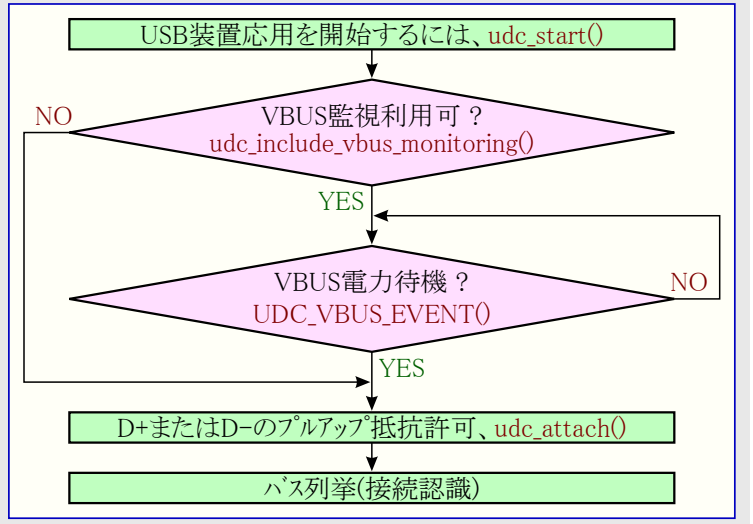 USB装置応用を開始するには、udc_start()
VBUS監視利用可？
udc_include_vbus_monitoring()
NO
YES
VBUS電力待機？
UDC_VBUS_EVENT()
NO
YES
D+またはD-のﾌﾟﾙｱｯﾌﾟ抵抗許可、udc_attach()
ﾊﾞｽ列挙(接続認識)